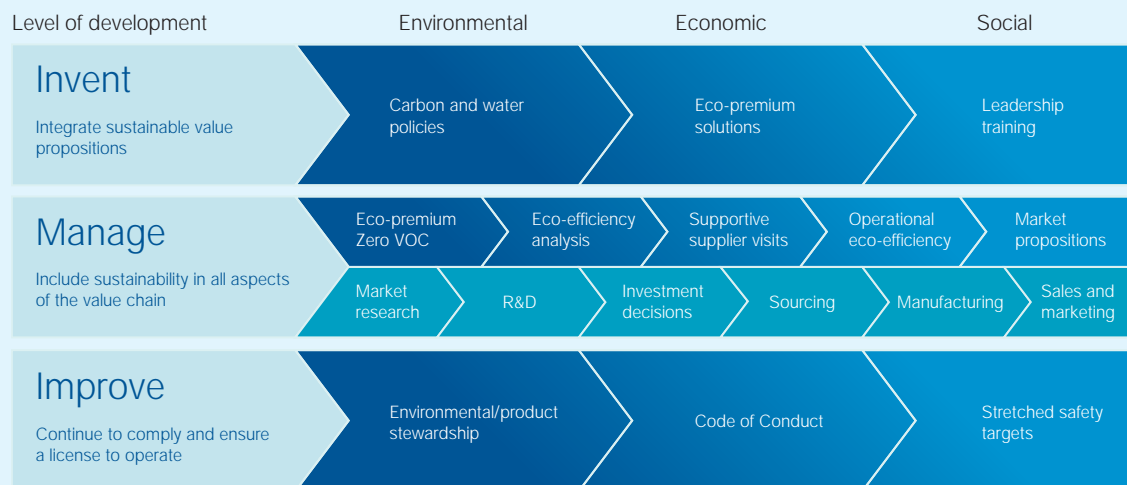 Level of development
Environmental
Economic
Social
Invent
Integrate sustainable value
propositions
Carbon and water
policies
Eco-premium
solutions
Leadership
training
Manage
Include sustainability in all aspects
of the value chain
Eco-premium
Zero VOC
Eco-efficiency
analysis
Supportive
supplier visits
Operational
eco-efficiency
Market
propositions
Market
research
R&D
Investment
decisions
Sourcing
Manufacturing
Sales and
marketing
Improve
Continue to comply and ensure
a license to operate
Environmental/product
stewardship
Code of Conduct
Stretched safety
targets